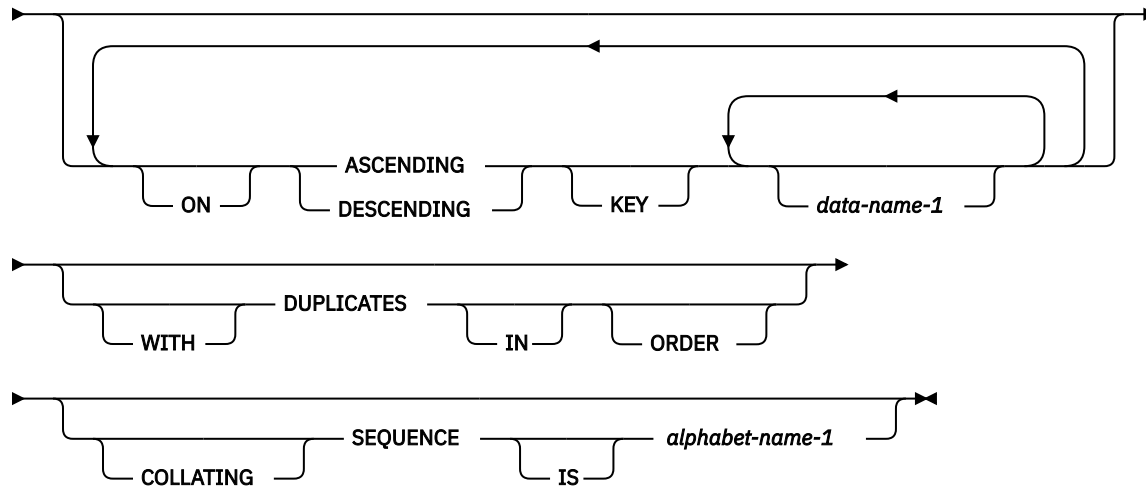 ASCENDING
ON DESCENDING KEY data-name-1
DUPLICATES
WITH IN ORDER
SEQUENCE alphabet-name-1
COLLATING IS